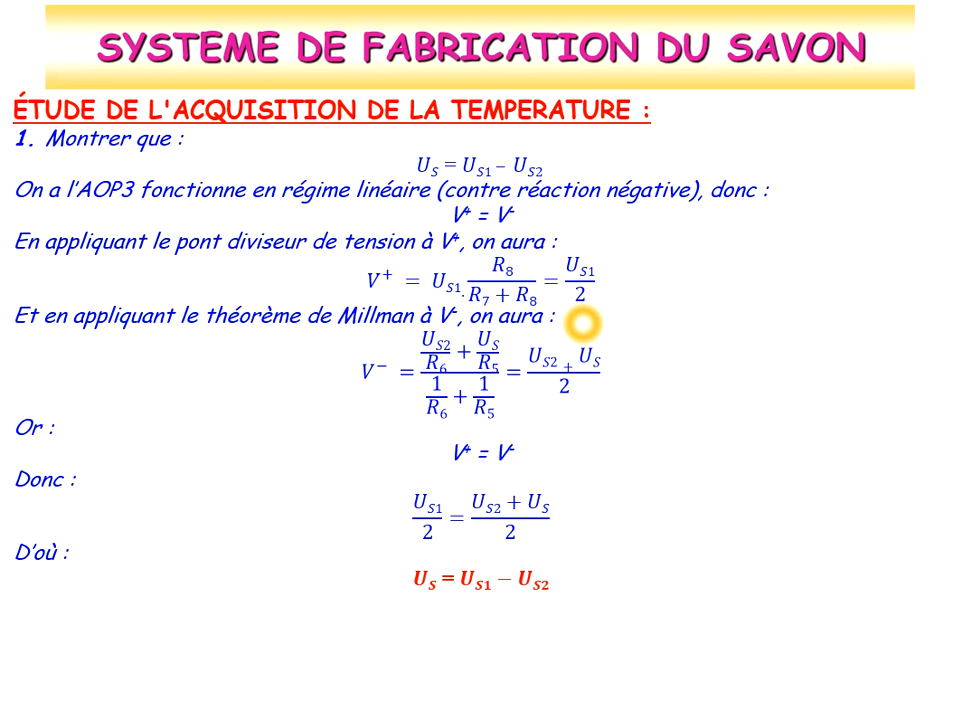 SYSTEME DE FABRICATION DU SAVON
ÉTUDE DE L'ACQUISITION DE LA TEMPERATURE :
1. Montrer que :
U_S = U_S1 – U_S2
On a l’AOP3 fonctionne en régime linéaire (contre réaction négative), donc :
V⁺ = V⁻
En appliquant le pont diviseur de tension à V⁺, on aura :
V⁺ = U_S1 . R_8 / (R_7 + R_8) = U_S1 / 2
Et en appliquant le théorème de Millman à V⁻, on aura :
V⁻ = (U_S2 / R_6 + U_S / R_5) / (1 / R_6 + 1 / R_5) = (U_S2 + U_S) / 2
Or :
V⁺ = V⁻
Donc :
U_S1 / 2 = (U_S2 + U_S) / 2
D’où :
U_S = U_S1 – U_S2